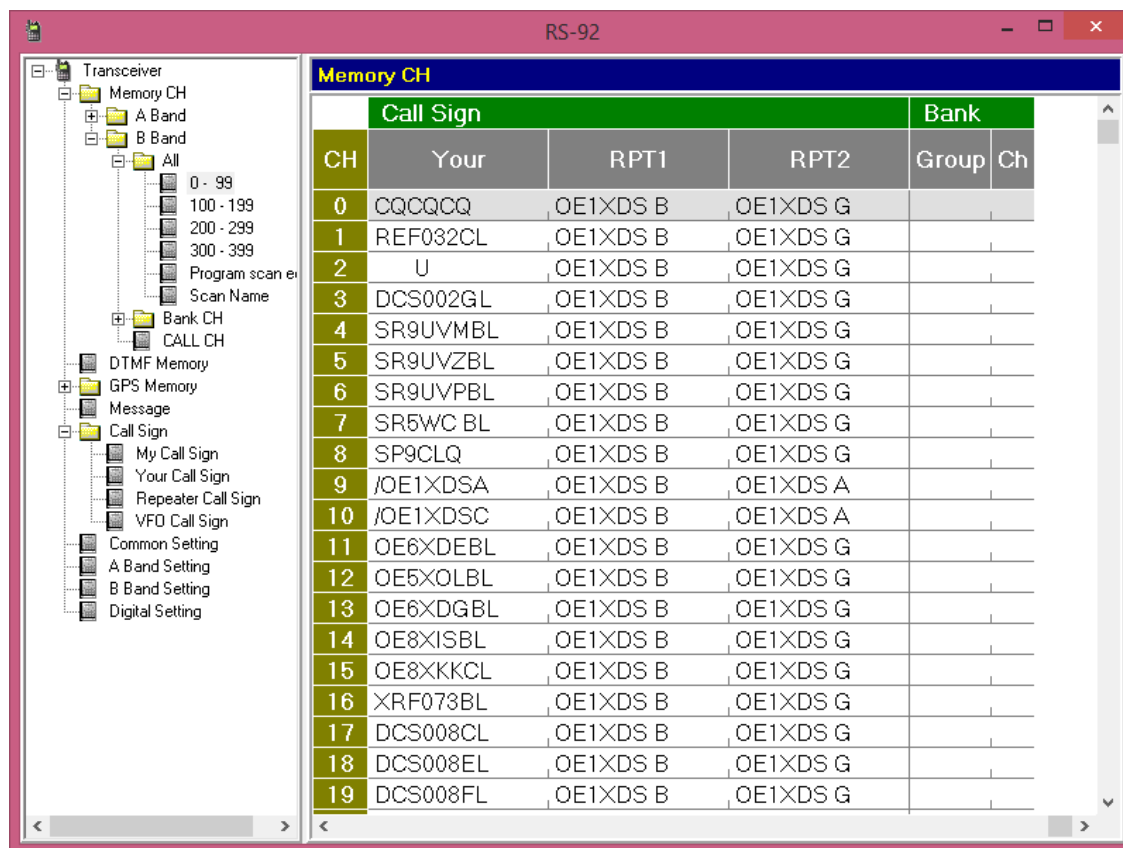 RS-92
Transceiver
Memory CH
A Band
B Band
All
0 - 99
100 - 199
200 - 299
300 - 399
Program scan e
Scan Name
Bank CH
CALL CH
DTMF Memory
GPS Memory
Message
Call Sign
My Call Sign
Your Call Sign
Repeater Call Sign
VFO Call Sign
Common Setting
A Band Setting
B Band Setting
Digital Setting
Memory CH
Call Sign Bank
CH Your RPT1 RPT2 Group Ch
0 CQCQCQ OE1XDS B OE1XDS G
1 REF032CL OE1XDS B OE1XDS G
2 U OE1XDS B OE1XDS G
3 DCS002GL OE1XDS B OE1XDS G
4 SR9UVMBL OE1XDS B OE1XDS G
5 SR9UVZBL OE1XDS B OE1XDS G
6 SR9UVPBL OE1XDS B OE1XDS G
7 SR5WC BL OE1XDS B OE1XDS G
8 SP9CLQ OE1XDS B OE1XDS G
9 /OE1XDSA OE1XDS B OE1XDS A
10 /OE1XDSC OE1XDS B OE1XDS A
11 OE6XDEBL OE1XDS B OE1XDS G
12 OE5XOLBL OE1XDS B OE1XDS G
13 OE6XDGBL OE1XDS B OE1XDS G
14 OE8XISBL OE1XDS B OE1XDS G
15 OE8XKKCL OE1XDS B OE1XDS G
16 XRF073BL OE1XDS B OE1XDS G
17 DCS008CL OE1XDS B OE1XDS G
18 DCS008EL OE1XDS B OE1XDS G
19 DCS008FL OE1XDS B OE1XDS G